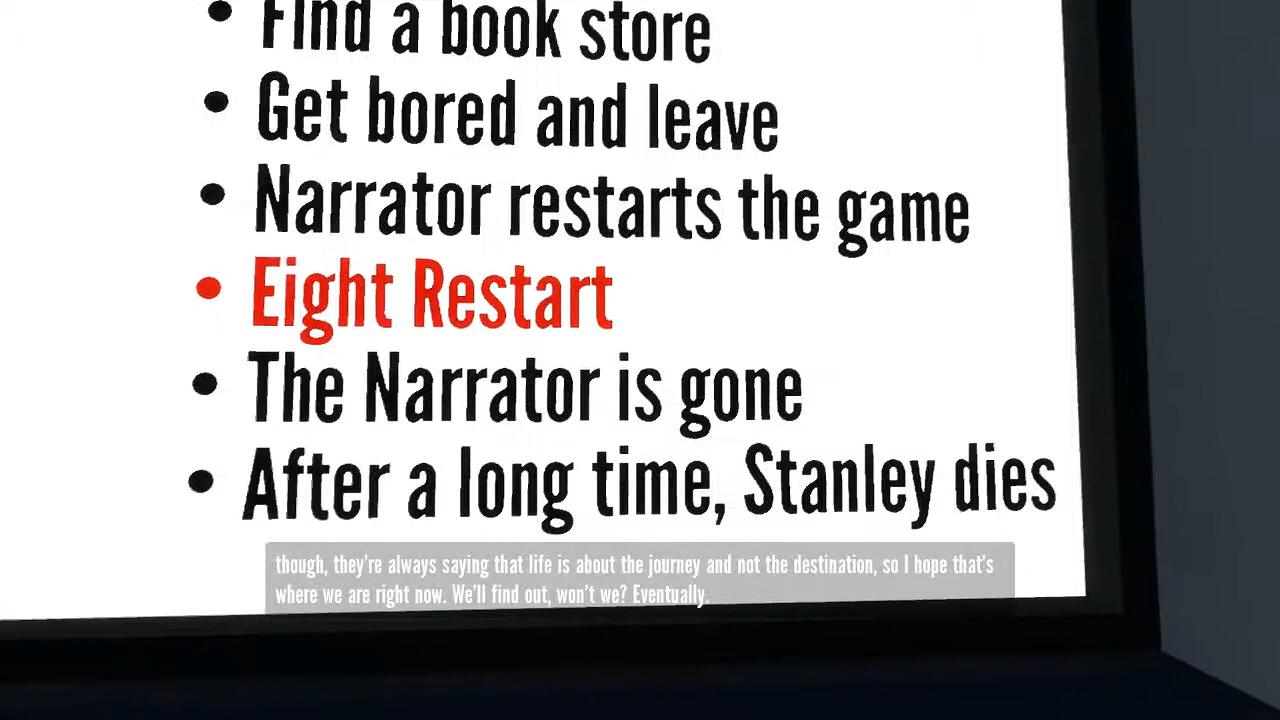 • Find a book store
• Get bored and leave
• Narrator restarts the game
• Eight Restart
• The Narrator is gone
• After a long time, Stanley dies
though, they're always saying that life is about the journey and not the destination, so I hope that's
where we are right now. We'll find out, won't we? Eventually.